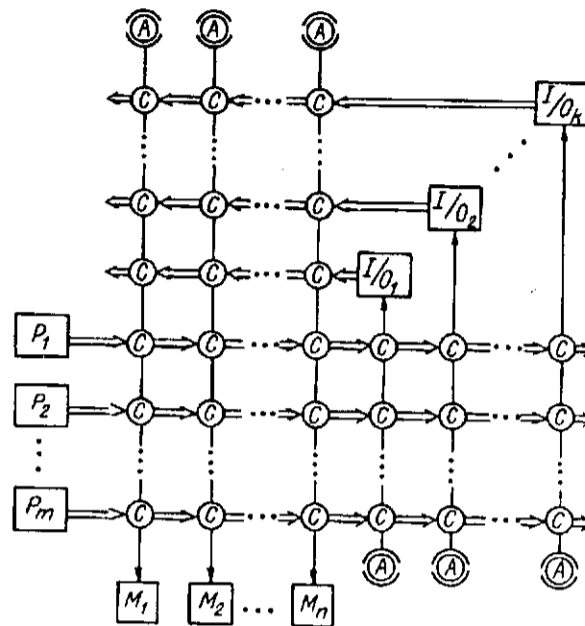 A A A
C C C I/O_k
C C C I/O_2
C C C I/O_1
P_1 C C C C C C
P_2 C C C C C C
P_m C C C C C C
A A A
M_1 M_2 M_n